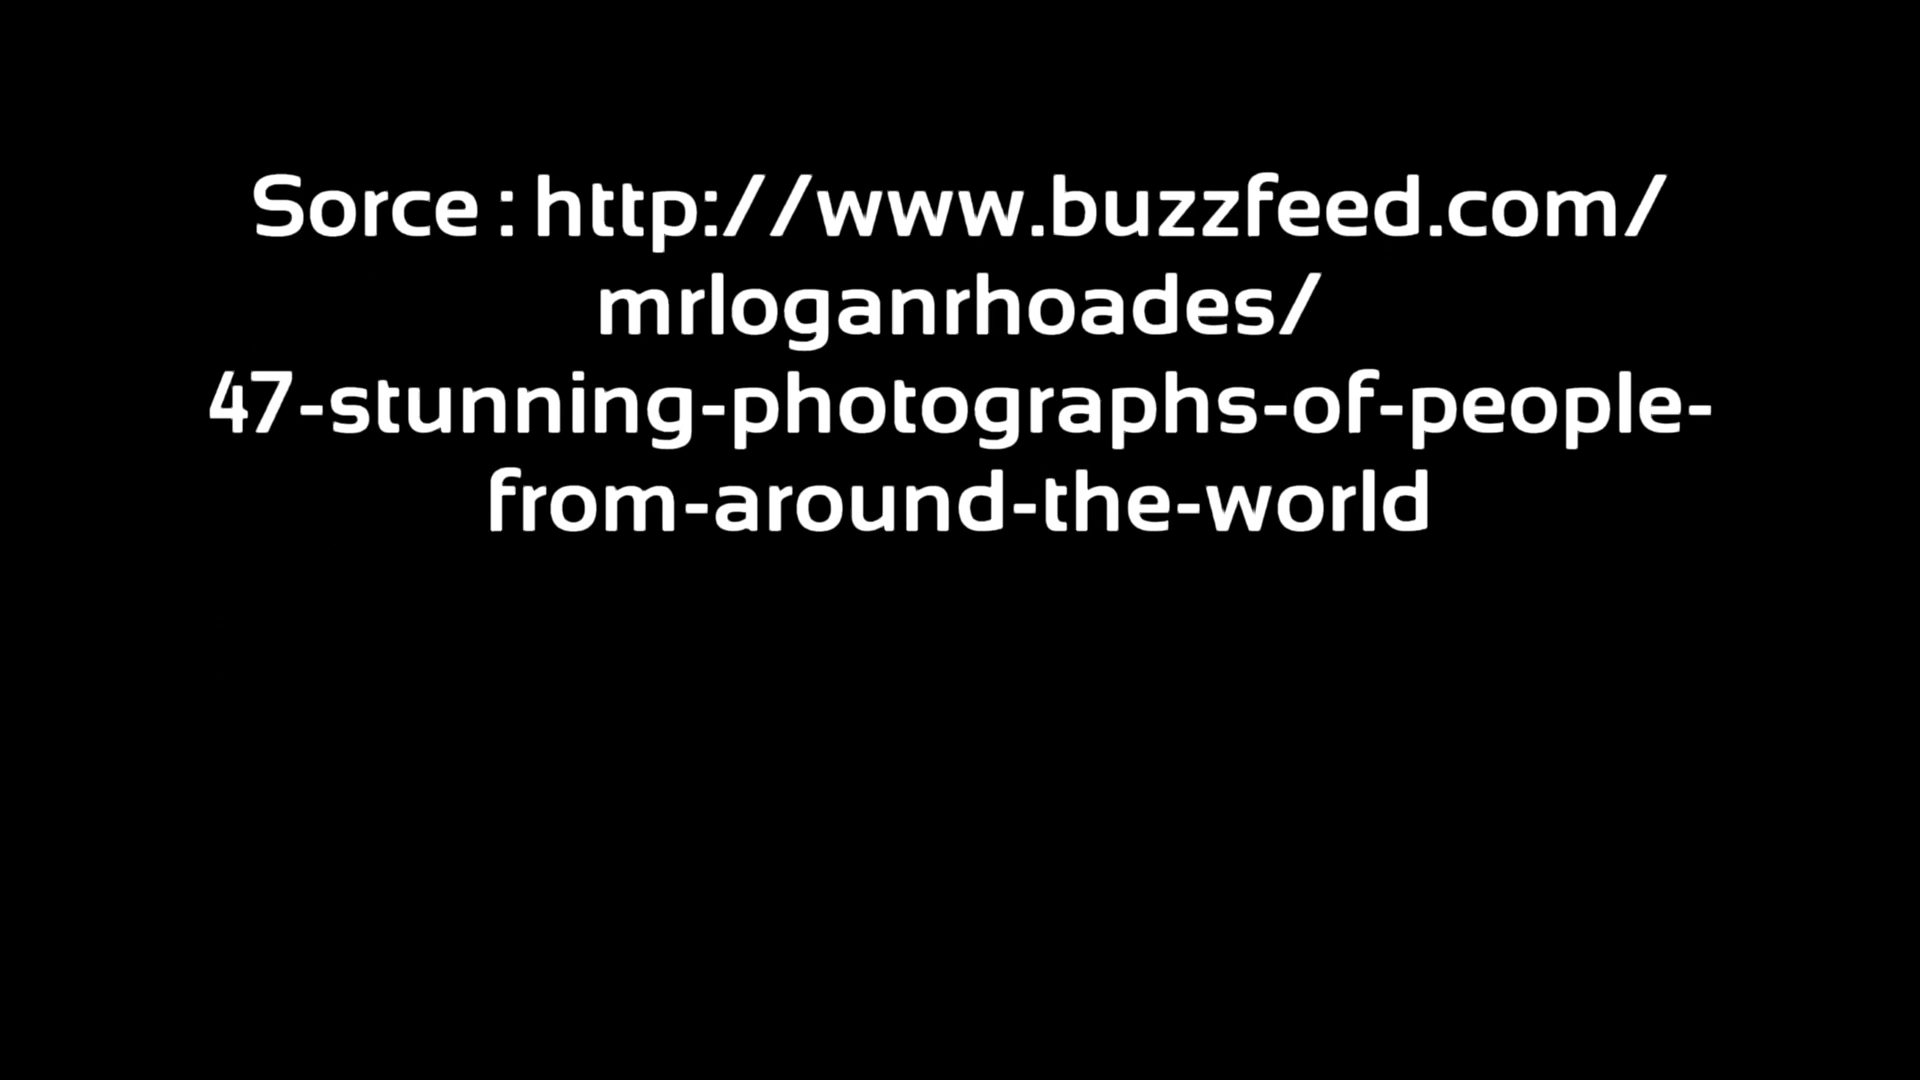 Sorce : http://www.buzzfeed.com/
mrloganrhoades/
47-stunning-photographs-of-people-
from-around-the-world